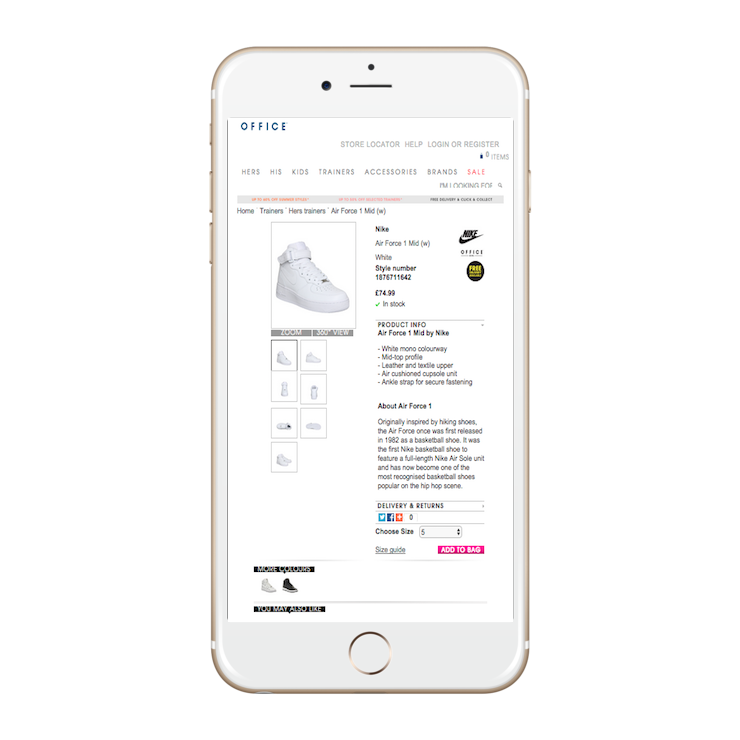 OFFICE
STORE LOCATOR HELP LOGIN OR REGISTER
0 ITEMS
HERS HIS KIDS TRAINERS ACCESSORIES BRANDS SALE
I'M LOOKING FOR
FREE DELIVERY & CLICK & COLLECT
Home Trainers Hers trainers Air Force 1 Mid (w)
Nike
NIKE
Air Force 1 Mid (w)
OFFICE
White
Style number
1876711642
FREE
£74.99
In stock
ZOOM 360° VIEW
PRODUCT INFO -
Air Force 1 Mid by Nike
- White mono colourway
- Mid-top profile
- Leather and textile upper
- Air cushioned cupsole unit
- Ankle strap for secure fastening
About Air Force 1
Originally inspired by hiking shoes,
the Air Force once was first released
in 1982 as a basketball shoe. It was
the first Nike basketball shoe to
feature a full-length Nike Air Sole unit
and has now become one of the
most recognised basketball shoes
popular on the hip hop scene.
DELIVERY & RETURNS
0
Choose Size 5
Size guide ADD TO BAG
MORE COLOURS
YOU MAY ALSO LIKE